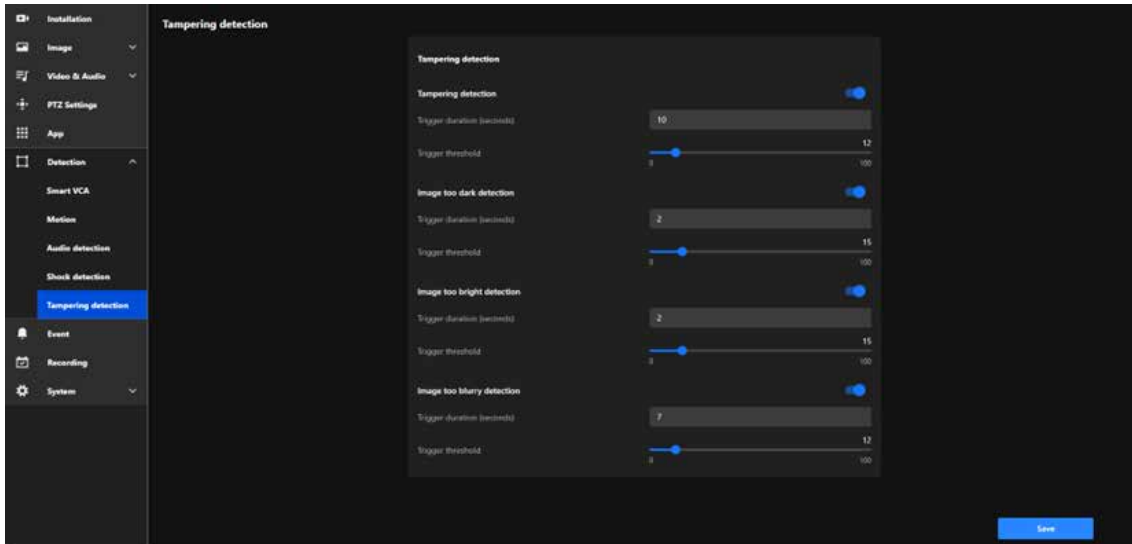 Installation
Image
Video & Audio
PTZ Settings
App
Detection
Smart VCA
Motion
Audio detection
Shock detection
Tampering detection
Event
Recording
System
Tampering detection
Tampering detection
Tampering detection
Trigger duration (seconds)
10
Trigger threshold
12
0
100
Image too dark detection
Trigger duration (seconds)
2
Trigger threshold
15
0
100
Image too bright detection
Trigger duration (seconds)
2
Trigger threshold
15
0
100
Image too blurry detection
Trigger duration (seconds)
7
Trigger threshold
12
0
100
Save